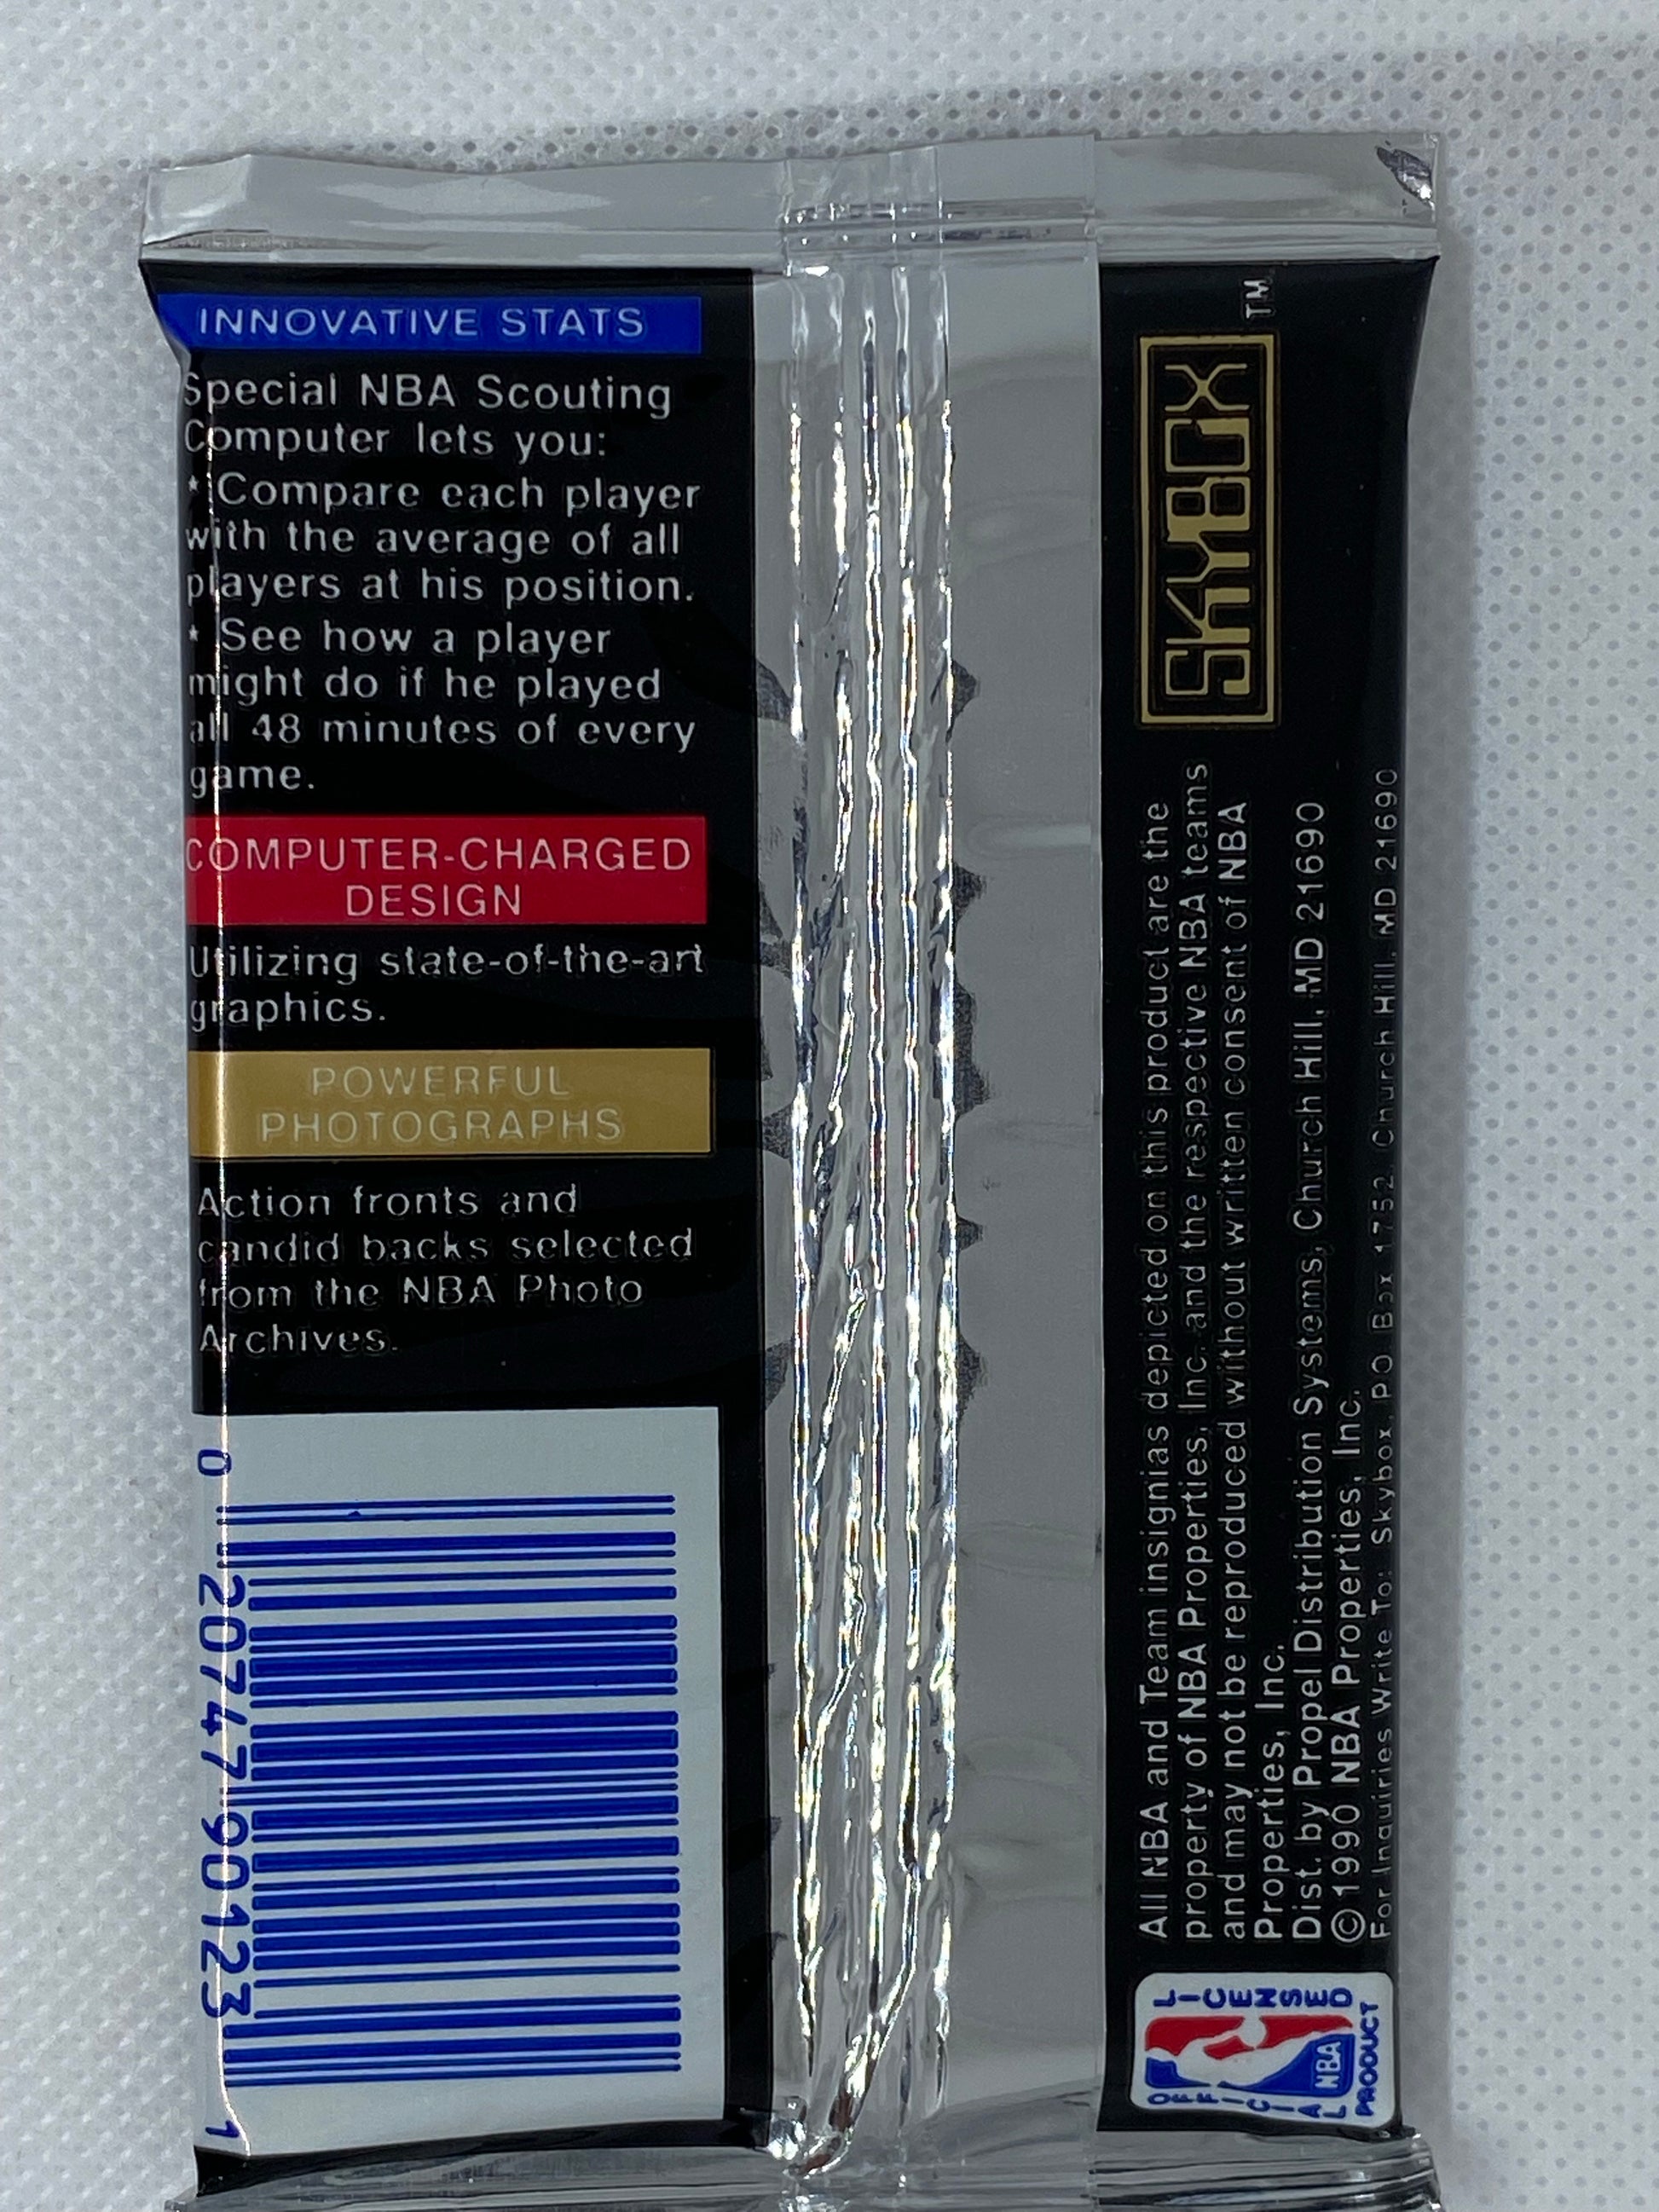 INNOVATIVE STATS
Special NBA Scouting
Computer lets you:
* Compare each player
with the average of all
players at his position.
* See how a player
might do if he played
all 48 minutes of every
game.
COMPUTER-CHARGED
DESIGN
Utilizing state-of-the-art
graphics.
POWERFUL
PHOTOGRAPHS
Action fronts and
candid backs selected
from the NBA Photo
Archives.
0 20747 90123 1
SKYBOX TM
All NBA and Team insignias depicted on this product are the
property of NBA Properties, Inc. and the respective NBA teams
and may not be reproduced without written consent of NBA
Properties, Inc.
Dist. by Propel Distribution Systems, Church Hill, MD 21690
© 1990 NBA Properties, Inc.
For Inquiries Write To: Skybox, P.O. Box 1752, Church Hill, MD 21690
OFFICIAL
LICENSED
NBA
PRODUCT